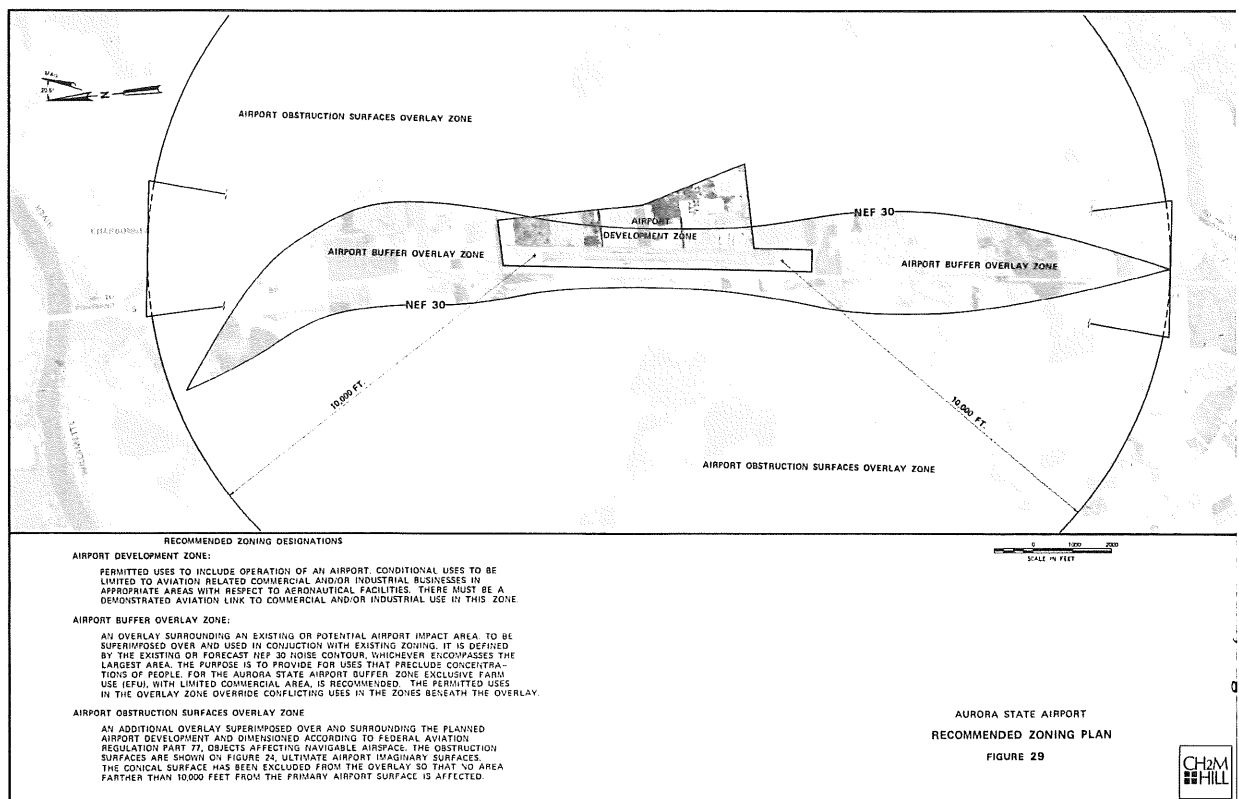 MAG.
20.5°
N
AIRPORT OBSTRUCTION SURFACES OVERLAY ZONE
CHARBONNEAU
NEF 30
AIRPORT
DEVELOPMENT ZONE
AIRPORT BUFFER OVERLAY ZONE
AIRPORT BUFFER OVERLAY ZONE
NEF 30
10,000 FT.
10,000 FT.
WILLAMETTE
AIRPORT OBSTRUCTION SURFACES OVERLAY ZONE
RECOMMENDED ZONING DESIGNATIONS
AIRPORT DEVELOPMENT ZONE:
PERMITTED USES TO INCLUDE OPERATION OF AN AIRPORT. CONDITIONAL USES TO BE
LIMITED TO AVIATION RELATED COMMERCIAL AND/OR INDUSTRIAL BUSINESSES IN
APPROPRIATE AREAS WITH RESPECT TO AERONAUTICAL FACILITIES. THERE MUST BE A
DEMONSTRATED AVIATION LINK TO COMMERCIAL AND/OR INDUSTRIAL USE IN THIS ZONE.
AIRPORT BUFFER OVERLAY ZONE:
AN OVERLAY SURROUNDING AN EXISTING OR POTENTIAL AIRPORT IMPACT AREA. TO BE
SUPERIMPOSED OVER AND USED IN CONJUCTION WITH EXISTING ZONING. IT IS DEFINED
BY THE EXISTING OR FORECAST NEF 30 NOISE CONTOUR, WHICHEVER ENCOMPASSES THE
LARGEST AREA. THE PURPOSE IS TO PROVIDE FOR USES THAT PRECLUDE CONCENTRA-
TIONS OF PEOPLE. FOR THE AURORA STATE AIRPORT BUFFER ZONE EXCLUSIVE FARM
USE (EFU), WITH LIMITED COMMERCIAL AREA, IS RECOMMENDED. THE PERMITTED USES
IN THE OVERLAY ZONE OVERRIDE CONFLICTING USES IN THE ZONES BENEATH THE OVERLAY.
AIRPORT OBSTRUCTION SURFACES OVERLAY ZONE
AN ADDITIONAL OVERLAY SUPERIMPOSED OVER AND SURROUNDING THE PLANNED
AIRPORT DEVELOPMENT AND DIMENSIONED ACCORDING TO FEDERAL AVIATION
REGULATION PART 77, OBJECTS AFFECTING NAVIGABLE AIRSPACE. THE OBSTRUCTION
SURFACES ARE SHOWN ON FIGURE 24, ULTIMATE AIRPORT IMAGINARY SURFACES.
THE CONICAL SURFACE HAS BEEN EXCLUDED FROM THE OVERLAY SO THAT NO AREA
FARTHER THAN 10,000 FEET FROM THE PRIMARY AIRPORT SURFACE IS AFFECTED.
0 1000 2000
SCALE IN FEET
AURORA STATE AIRPORT
RECOMMENDED ZONING PLAN
FIGURE 29
CH2M
HILL